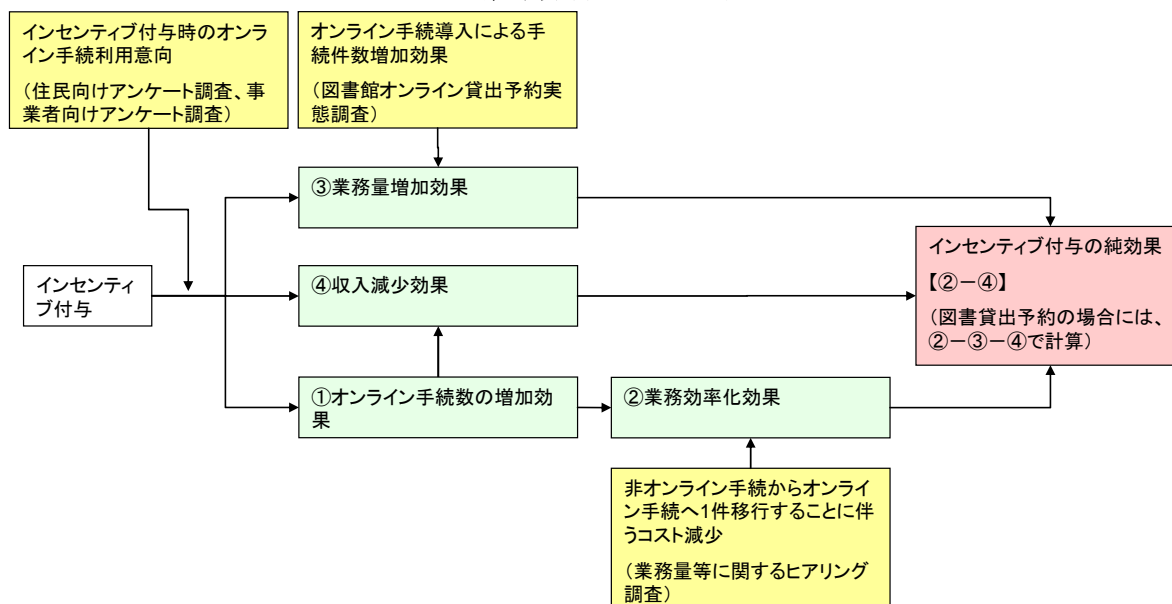 インセンティブ付与時のオンラ
イン手続利用意向
（住民向けアンケート調査、事
業者向けアンケート調査）
オンライン手続導入による手
続件数増加効果
（図書館オンライン貸出予約実
態調査）
③業務量増加効果
インセンティブ付与の純効果
【②－④】
（図書貸出予約の場合には、
②－③－④で計算）
インセンティ
ブ付与
④収入減少効果
①オンライン手続数の増加効
果
②業務効率化効果
非オンライン手続からオンライ
ン手続へ1件移行することに伴
うコスト減少
（業務量等に関するヒアリング
調査）